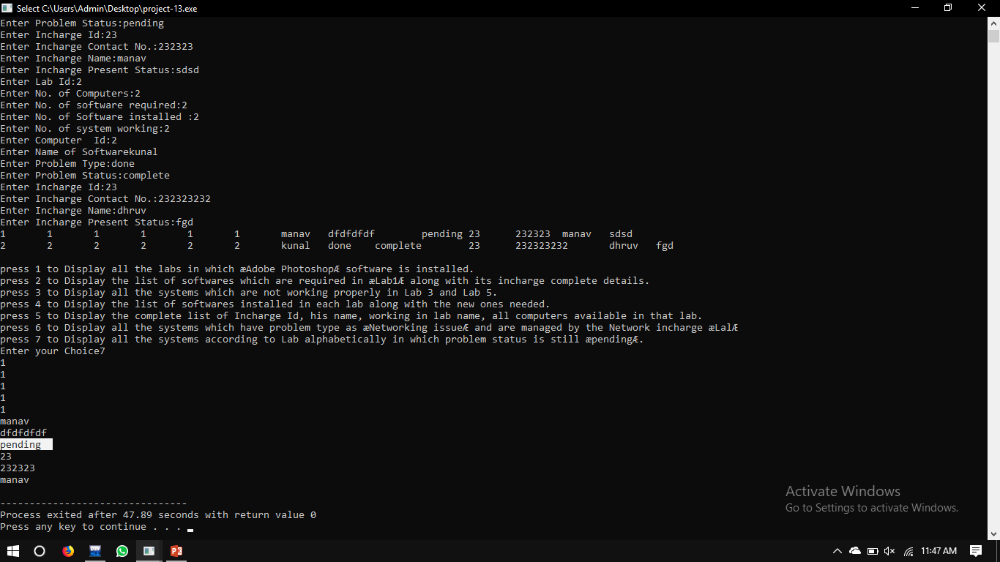 Select C:\Users\Admin\Desktop\project-13.exe
Enter Problem Status:pending
Enter Incharge Id:23
Enter Incharge Contact No.:232323
Enter Incharge Name:manav
Enter Incharge Present Status:sdsd
Enter Lab Id:2
Enter No. of Computers:2
Enter No. of software required:2
Enter No. of Software installed :2
Enter No. of system working:2
Enter Computer  Id:2
Enter Name of Softwarekunal
Enter Problem Type:done
Enter Problem Status:complete
Enter Incharge Id:23
Enter Incharge Contact No.:232323232
Enter Incharge Name:dhruv
Enter Incharge Present Status:fgd
1       1       1       1       1       1       manav   dfdfdfdf        pending 23      232323  manav   sdsd
2       2       2       2       2       2       kunal   done    complete        23      232323232       dhruv   fgd
press 1 to Display all the labs in which æAdobe PhotoshopÆ software is installed.
press 2 to Display the list of softwares which are required in æLab1Æ along with its incharge complete details.
press 3 to Display all the systems which are not working properly in Lab 3 and Lab 5.
press 4 to Display the list of softwares installed in each lab along with the new ones needed.
press 5 to Display the complete list of Incharge Id, his name, working in lab name, all computers available in that lab.
press 6 to Display all the systems which have problem type as æNetworking issueÆ and are managed by the Network incharge æLalÆ
press 7 to Display all the systems according to Lab alphabetically in which problem status is still æpendingÆ.
Enter your Choice7
1
1
1
1
1
manav
dfdfdfdf
pending
23
232323
manav
--------------------------------
Process exited after 47.89 seconds with return value 0
Press any key to continue . . .
Activate Windows
Go to Settings to activate Windows.
DEV
11:47 AM